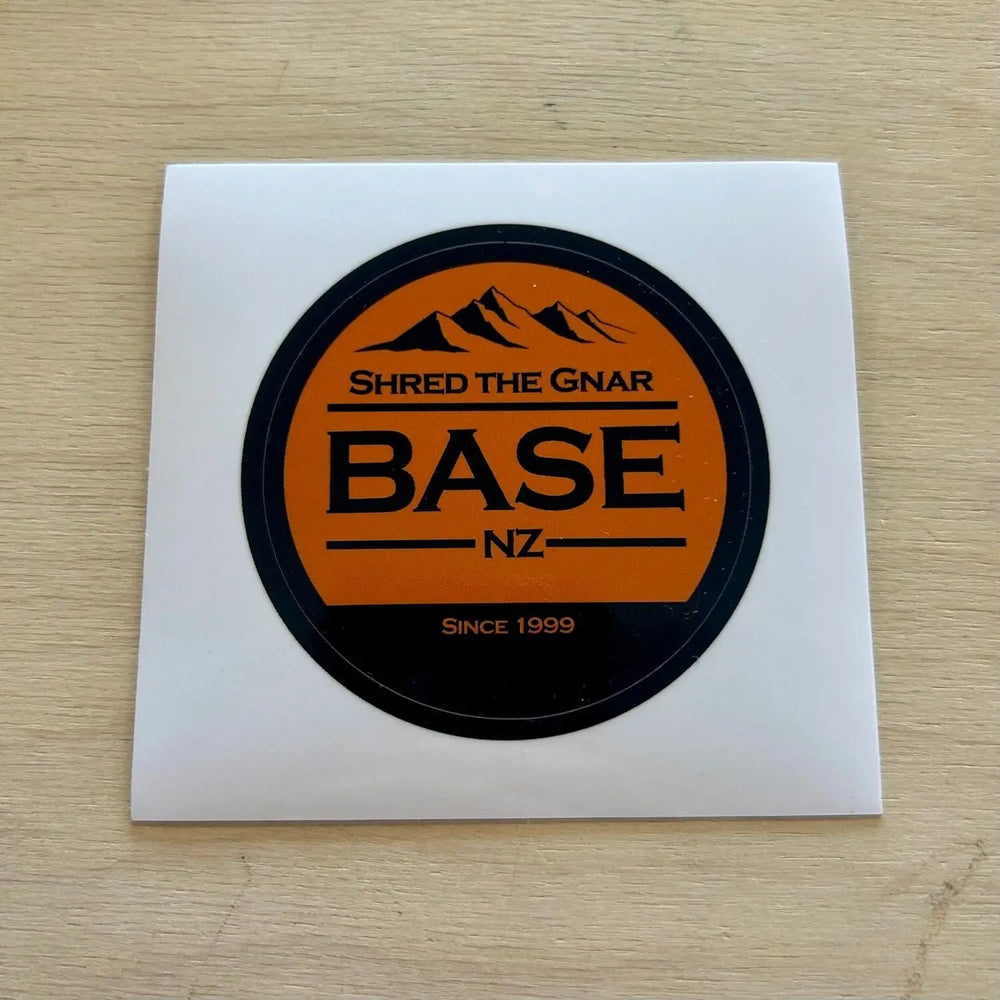 Shred the Gnar
BASE
NZ
Since 1999